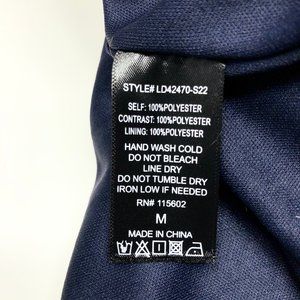 STYLE# LD42470-S22
SELF: 100%POLYESTER
CONTRAST: 100%POLYESTER
LINING: 100%POLYESTER
HAND WASH COLD
DO NOT BLEACH
LINE DRY
DO NOT TUMBLE DRY
IRON LOW IF NEEDED
RN# 115602
M
MADE IN CHINA